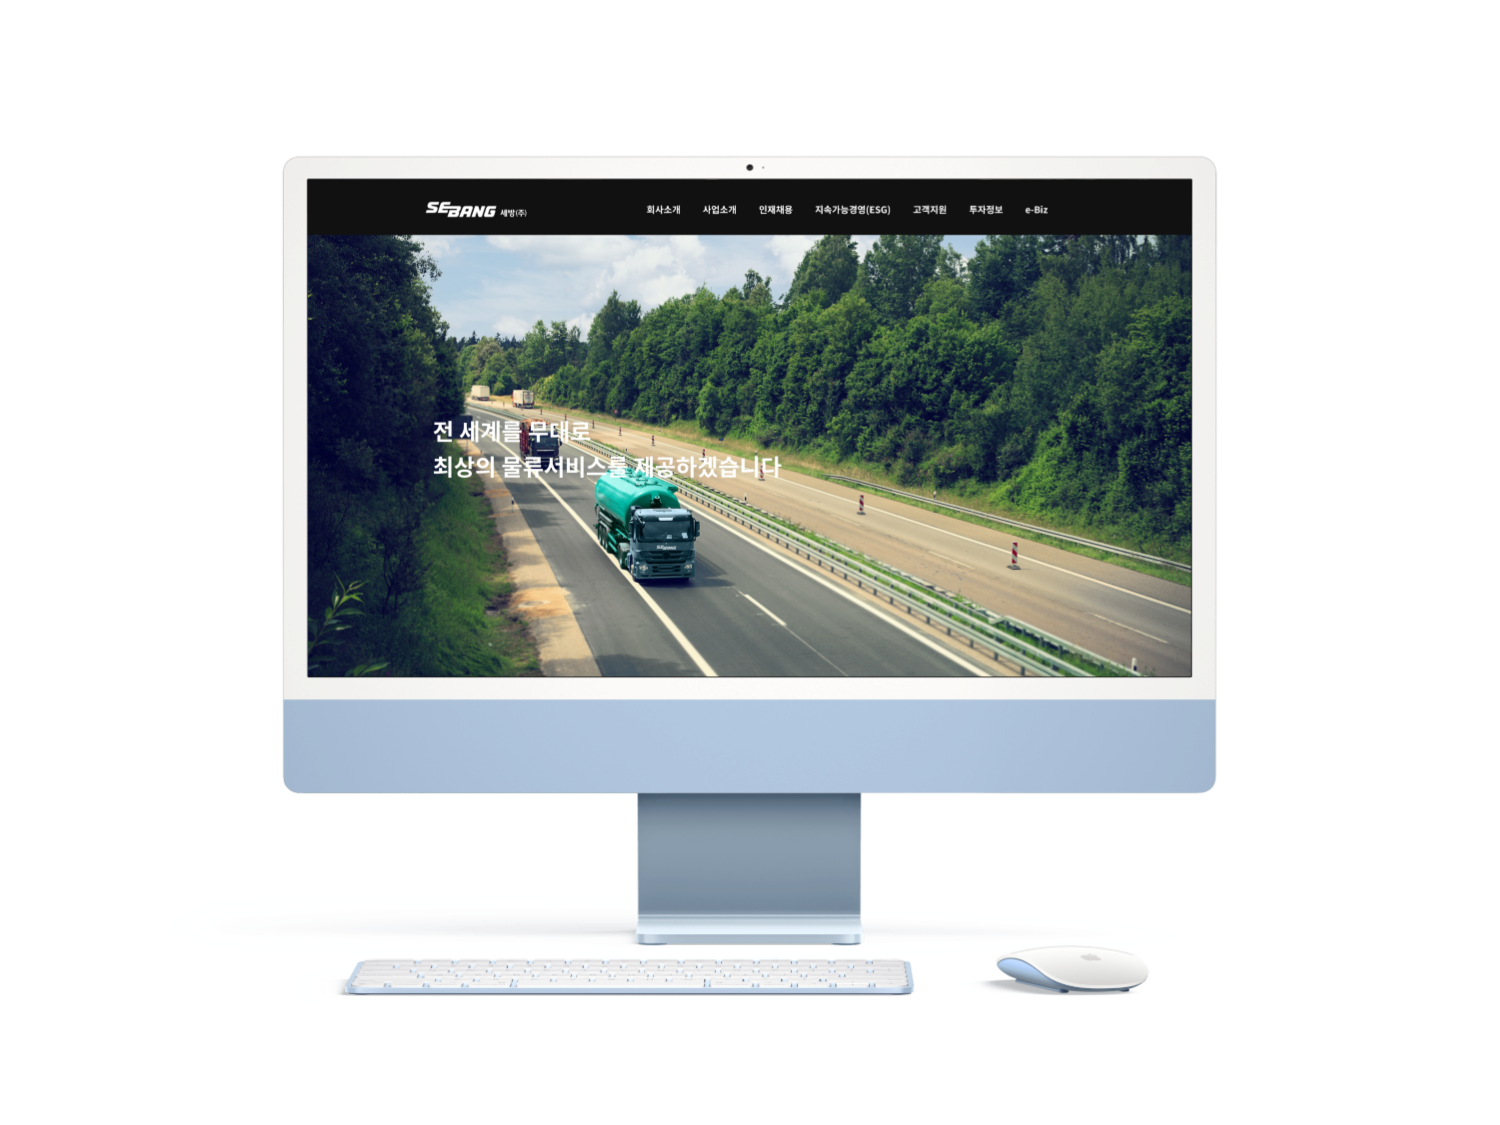 SEBANG 세방(주)
회사소개 사업소개 인재채용 지속가능경영(ESG) 고객지원 투자정보 e-Biz
전 세계를 무대로
최상의 물류서비스를 제공하겠습니다
SEBANG